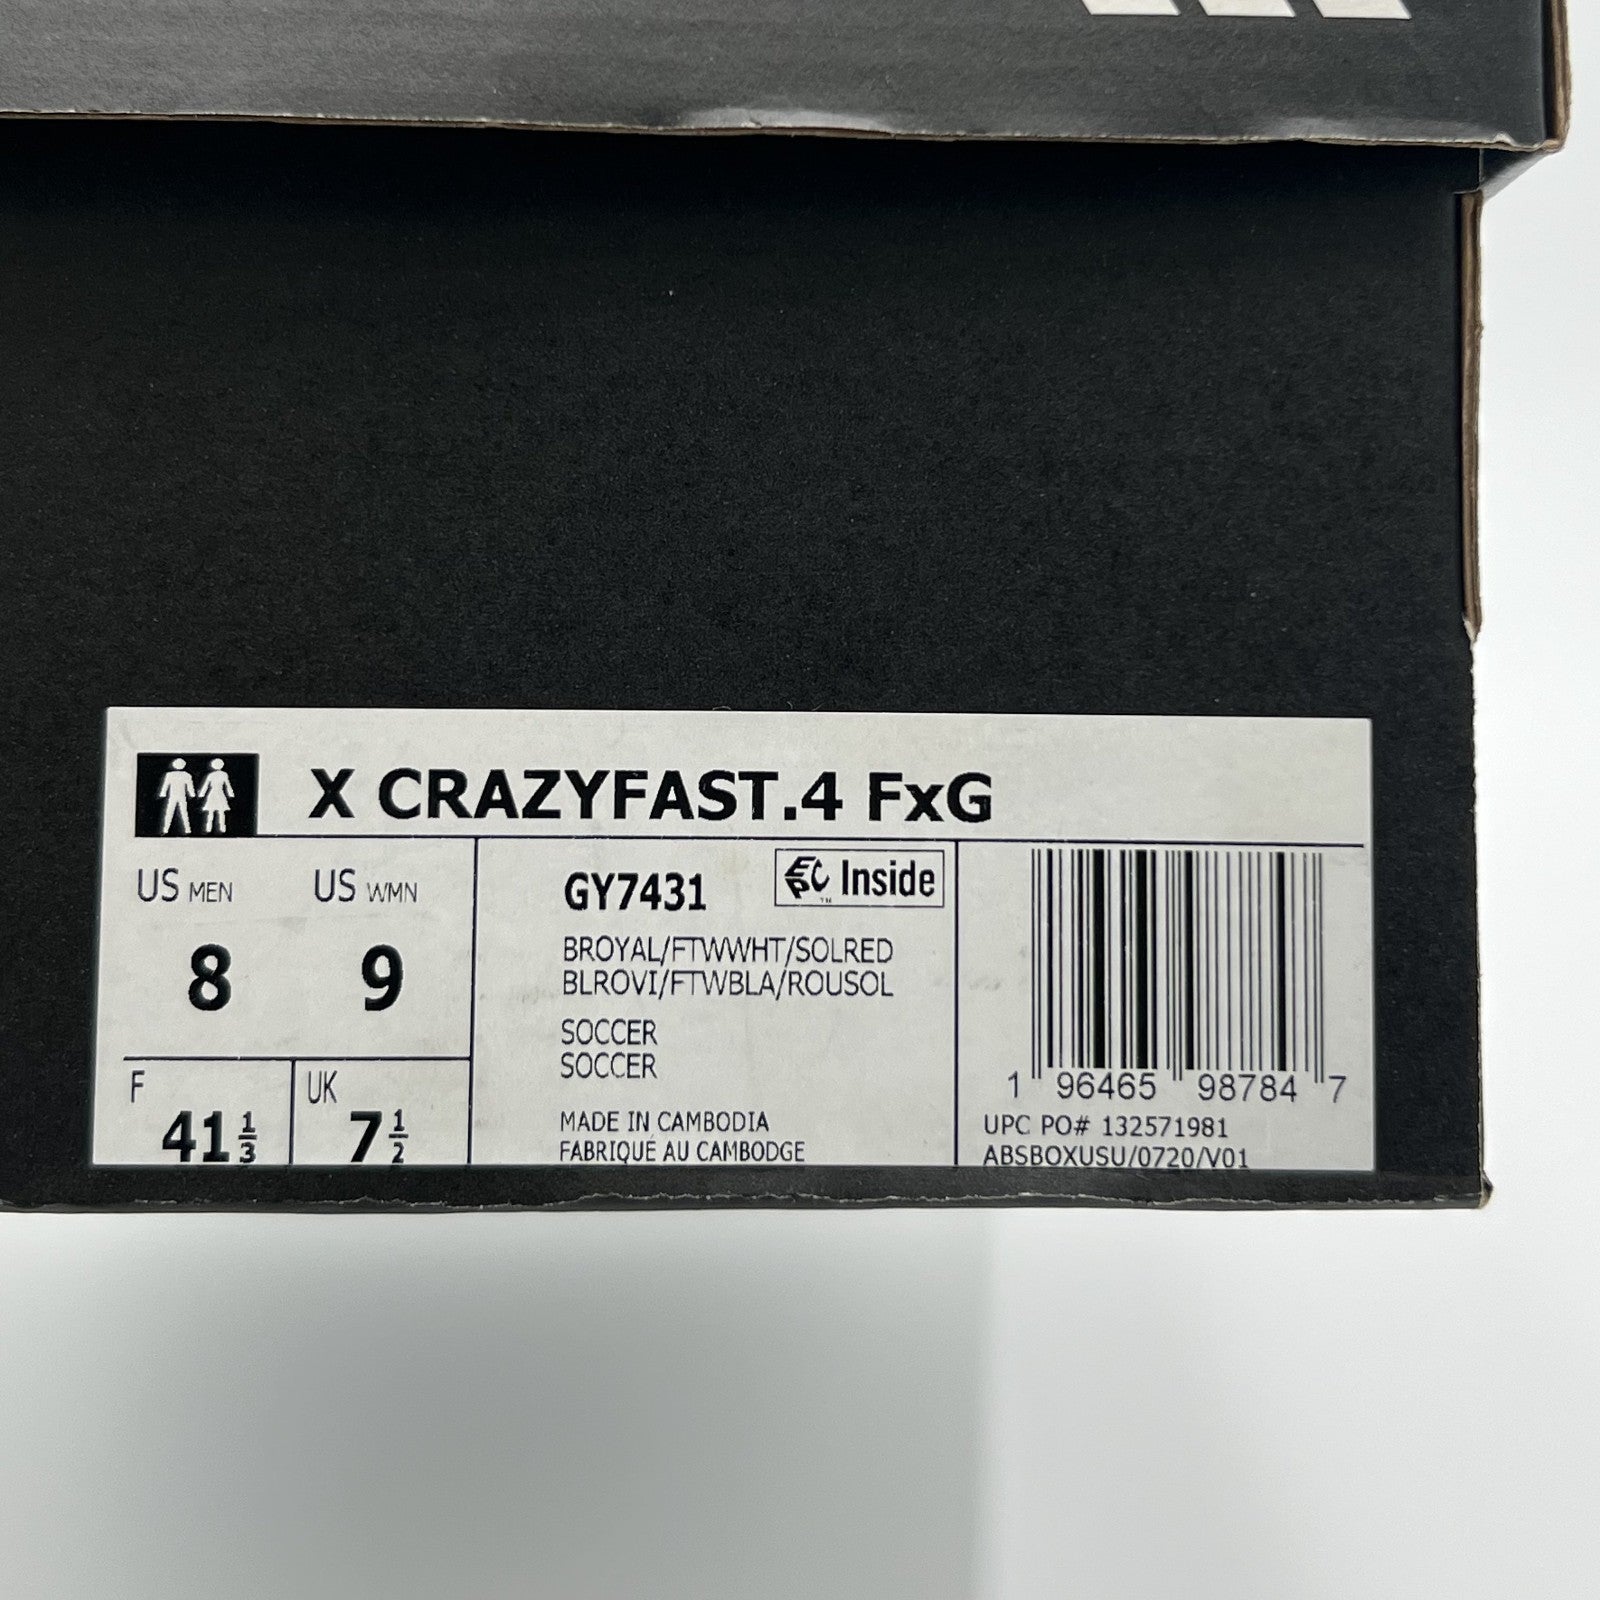 X CRAZYFAST.4 FxG
US MEN US WMN
8 9
F 41 1/3
UK 7 1/2
GY7431
EPC™ Inside
BROYAL/FTWWHT/SOLRED
BLROVI/FTWBLA/ROUSOL
SOCCER
SOCCER
MADE IN CAMBODIA
FABRIQUÉ AU CAMBODGE
1 96465 98784 7
UPC PO# 132571981
ABSBOXUSU/0720/V01